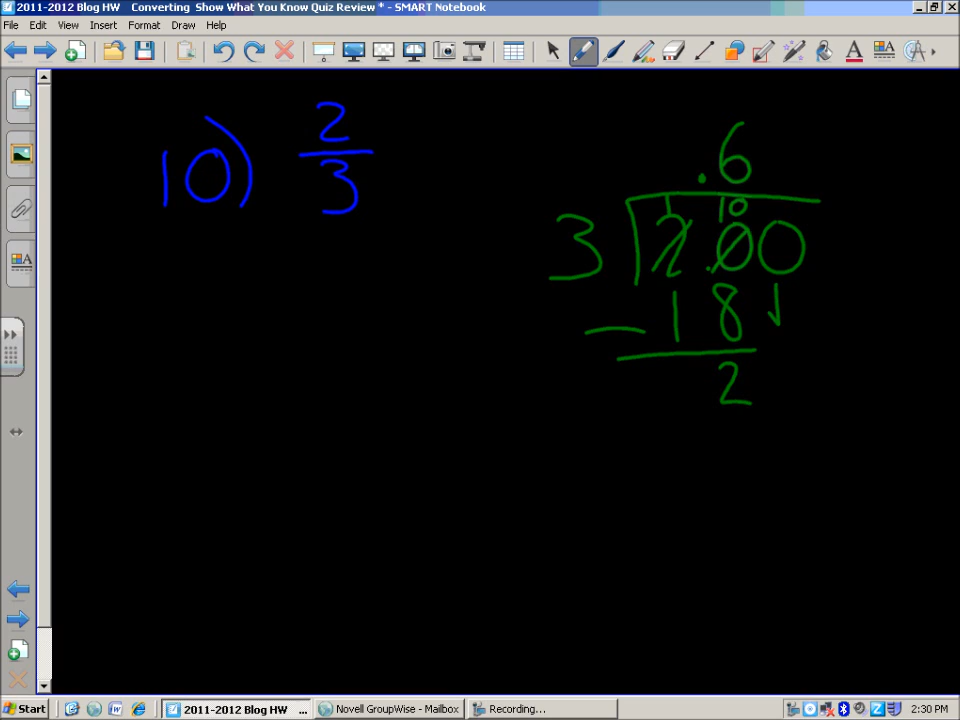 2011-2012 Blog HW Converting Show What You Know Quiz Review * - SMART Notebook
File Edit View Insert Format Draw Help
10) 2
3
.6
1 10
3 2.00
- 18
2
Start 2011-2012 Blog HW ... Novell GroupWise - Mailbox Recording... 2:30 PM